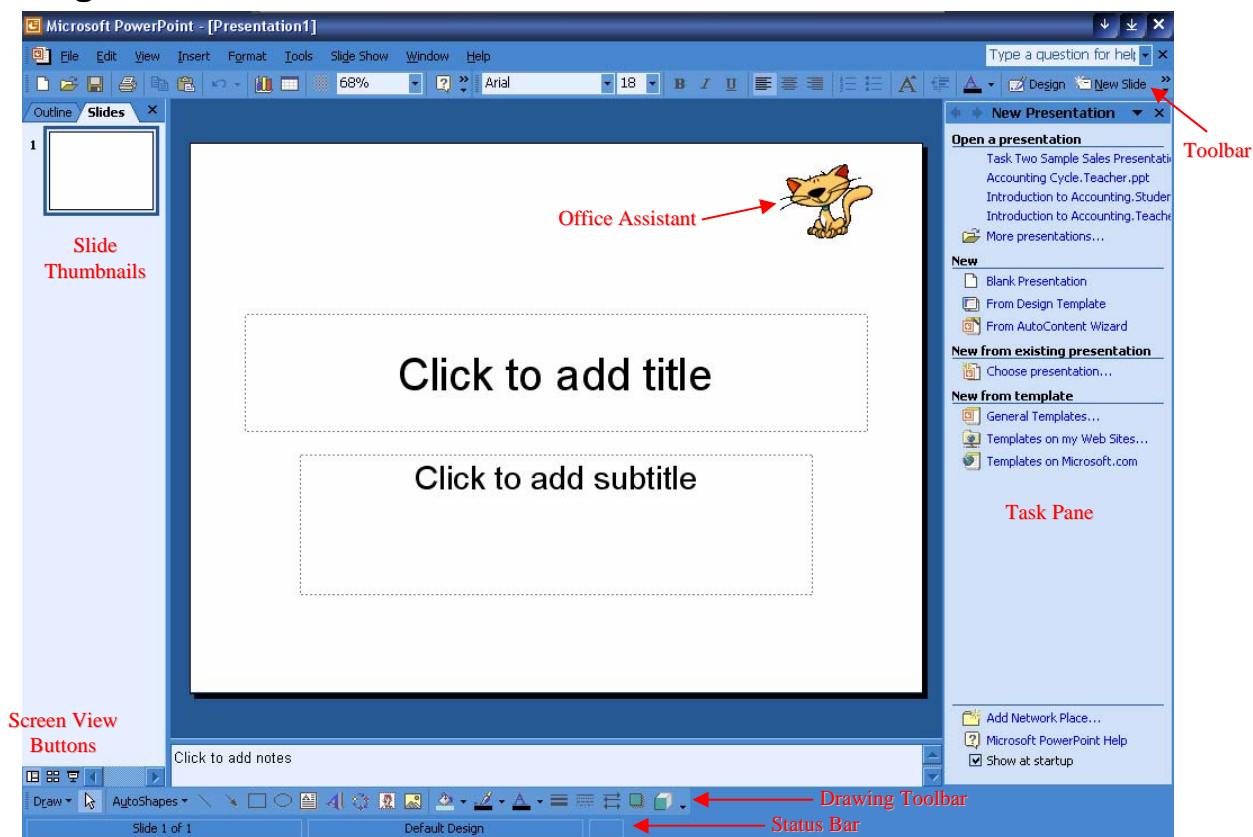 Microsoft PowerPoint - [Presentation1]
File Edit View Insert Format Tools Slide Show Window Help
Type a question for help
68%
Arial
18
B I U
A
A
Design
New Slide
Toolbar
Outline
Slides
1
Slide
Thumbnails
Office Assistant
Click to add title
Click to add subtitle
New Presentation
Open a presentation
Task Two Sample Sales Presentati
Accounting Cycle.Teacher.ppt
Introduction to Accounting.Studer
Introduction to Accounting.Teache
More presentations...
New
Blank Presentation
From Design Template
From AutoContent Wizard
New from existing presentation
Choose presentation...
New from template
General Templates...
Templates on my Web Sites...
Templates on Microsoft.com
Task Pane
Add Network Place...
Microsoft PowerPoint Help
Show at startup
Screen View
Buttons
Click to add notes
Draw
AutoShapes
A
Drawing Toolbar
Slide 1 of 1
Default Design
Status Bar